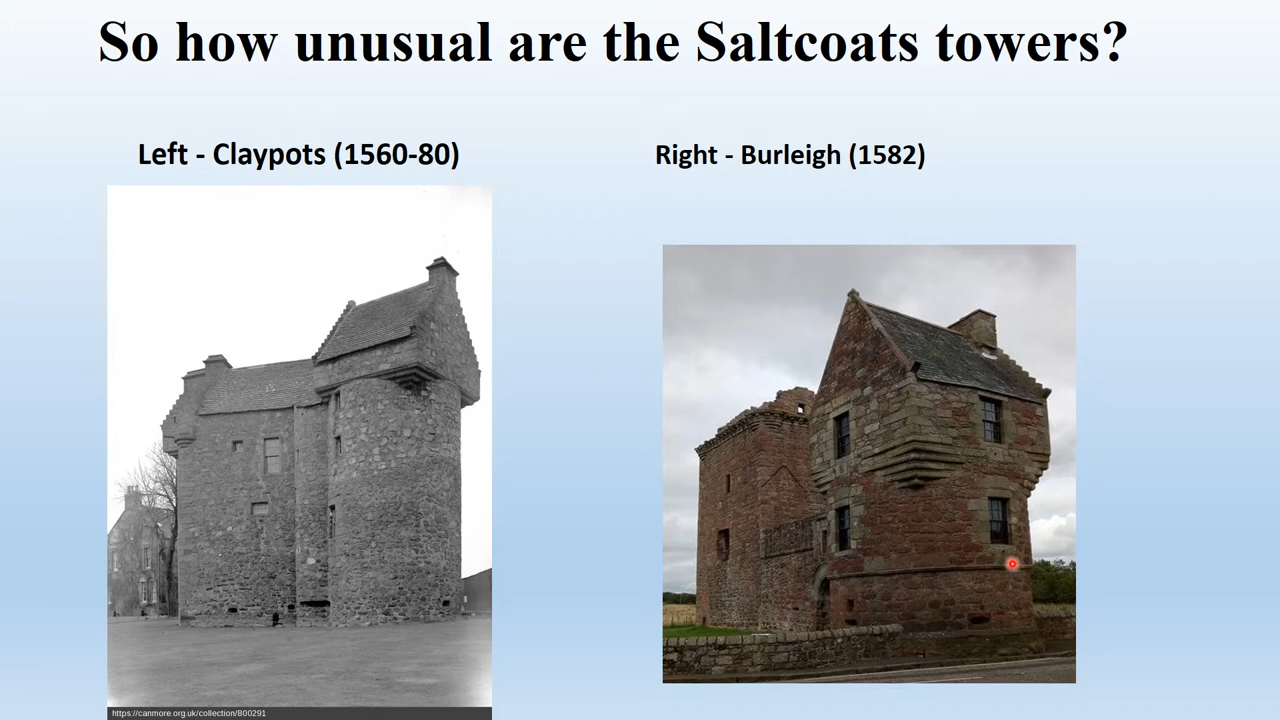 So how unusual are the Saltcoats towers?
Left - Claypots (1560-80)
Right - Burleigh (1582)
https://canmore.org.uk/collection/800291